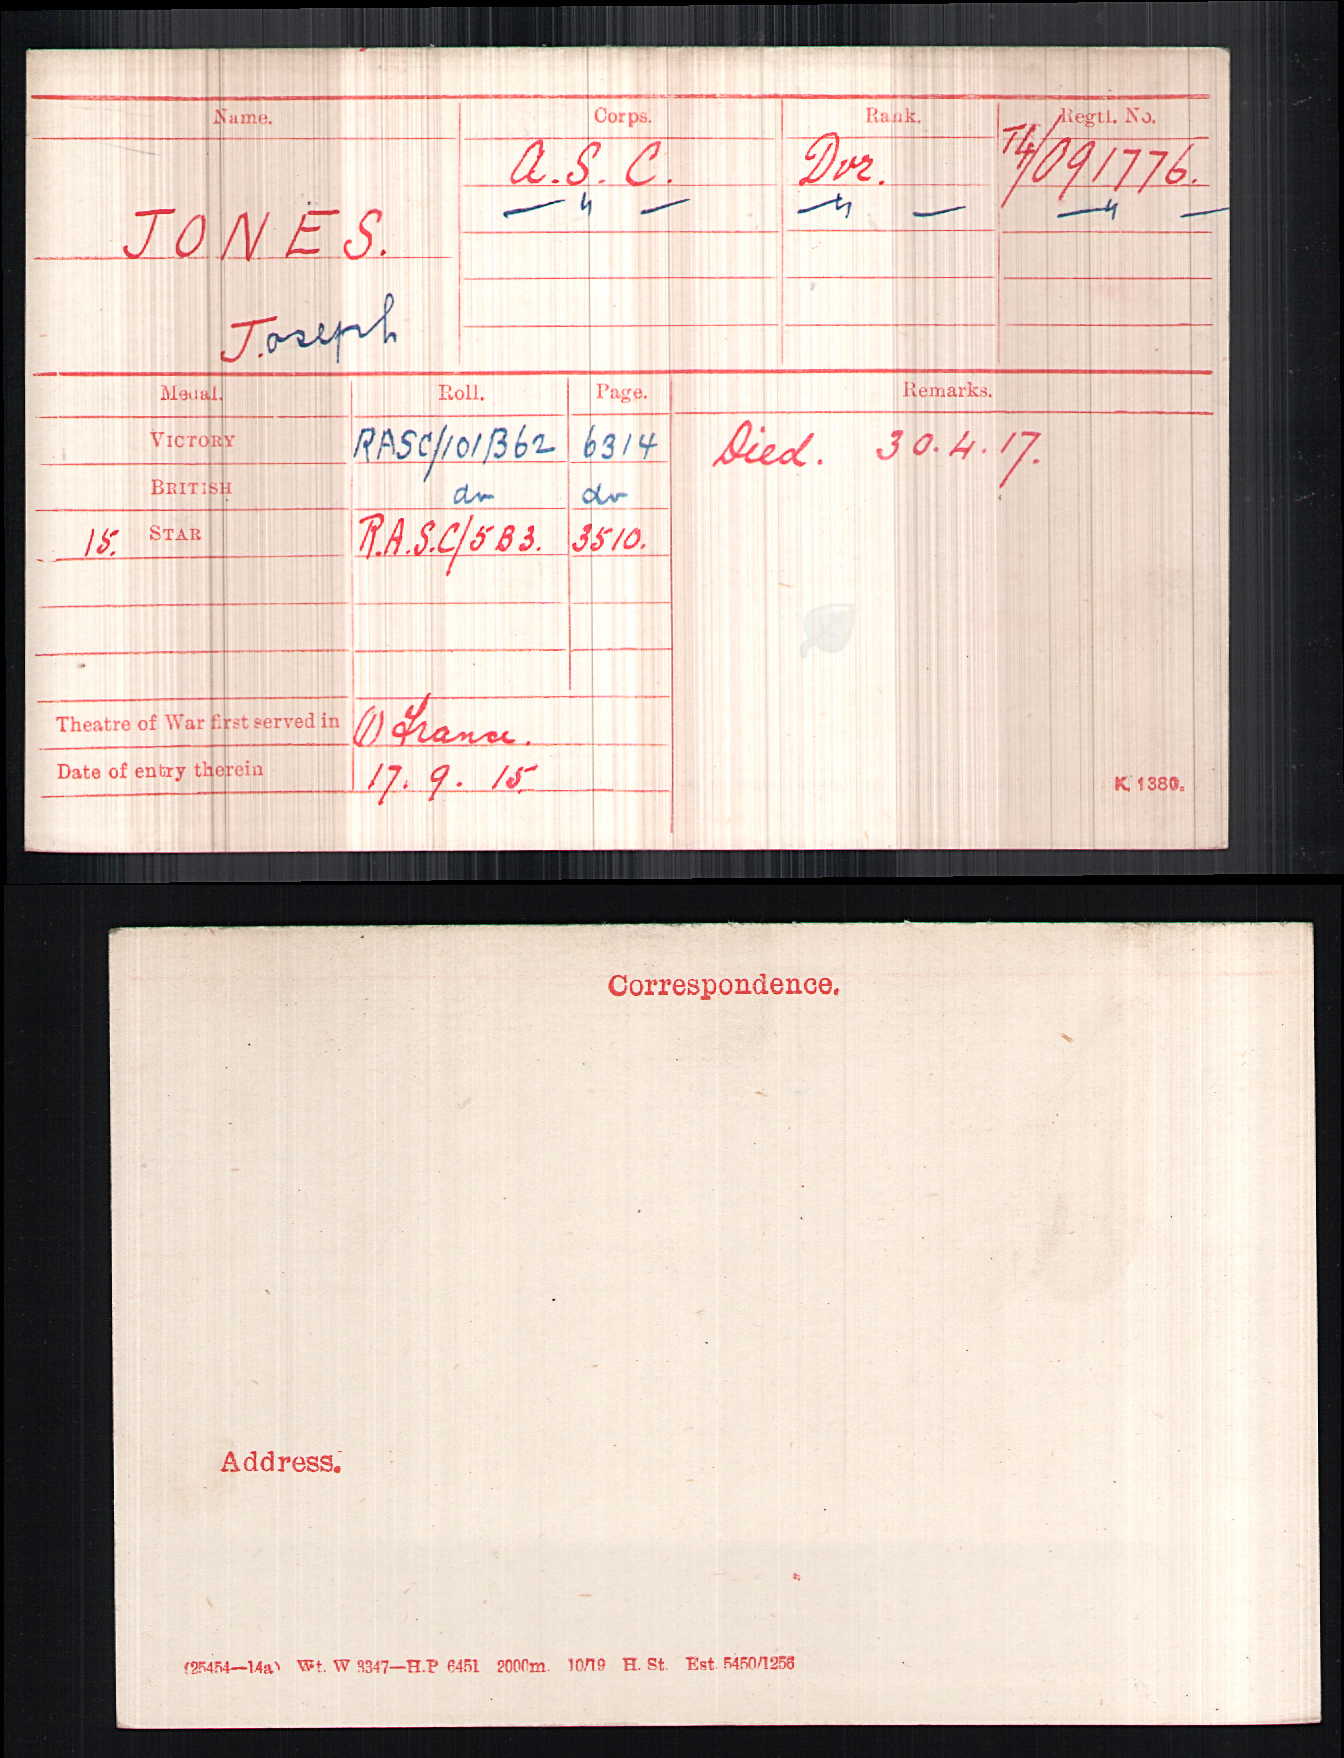 Name. Corps. Rank. Regtl. No.
JONES. A.S.C. Dvr. T4/091776.
— " — — " — — " —
Joseph
Medal. Roll. Page. Remarks.
VICTORY RASC/101B62 6314 Died. 30.4.17.
BRITISH do do
15. STAR R.A.S.C/5B3. 3510.
Theatre of War first served in (1) France.
Date of entry therein 17. 9. 15.
K. 1380.
Correspondence.
Address.
(25454—14a) Wt. W 3347—H.P 6451 2000m. 10/19 H. St. Est. 5450/1256